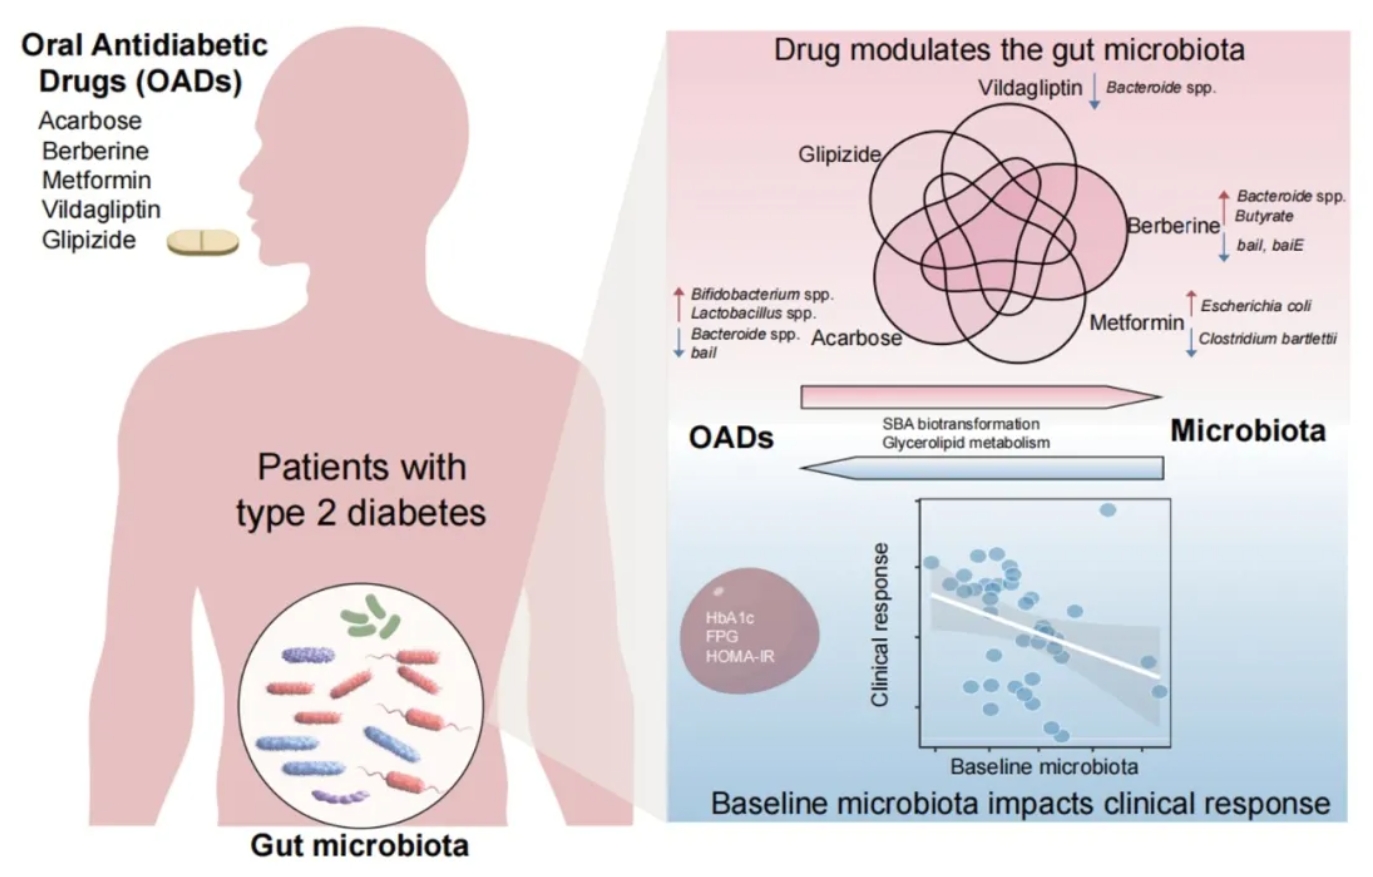 Oral Antidiabetic
Drugs (OADs)
Acarbose
Berberine
Metformin
Vildagliptin
Glipizide
Patients with
type 2 diabetes
Gut microbiota
Drug modulates the gut microbiota
Vildagliptin
Bacteroide spp.
Glipizide
Berberine
Bacteroide spp.
Butyrate
bail, baiE
Bifidobacterium spp.
Lactobacillus spp.
Bacteroide spp.
bail
Acarbose
Metformin
Escherichia coli
Clostridium bartlettii
OADs
SBA biotransformation
Glycerolipid metabolism
Microbiota
HbA1c
FPG
HOMA-IR
Clinical response
Baseline microbiota
Baseline microbiota impacts clinical response